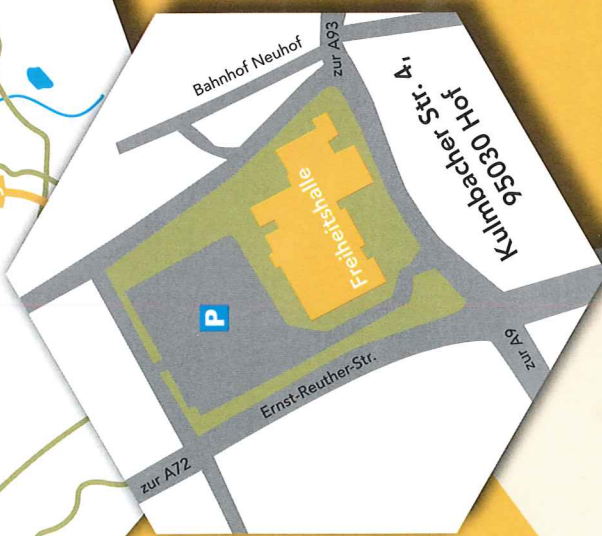 Bahnhof Neuhof
zur A93
Kulmbacher Str. 4,
95030 Hof
Freiheitshalle
P
Ernst-Reuther-Str.
zur A9
zur A72